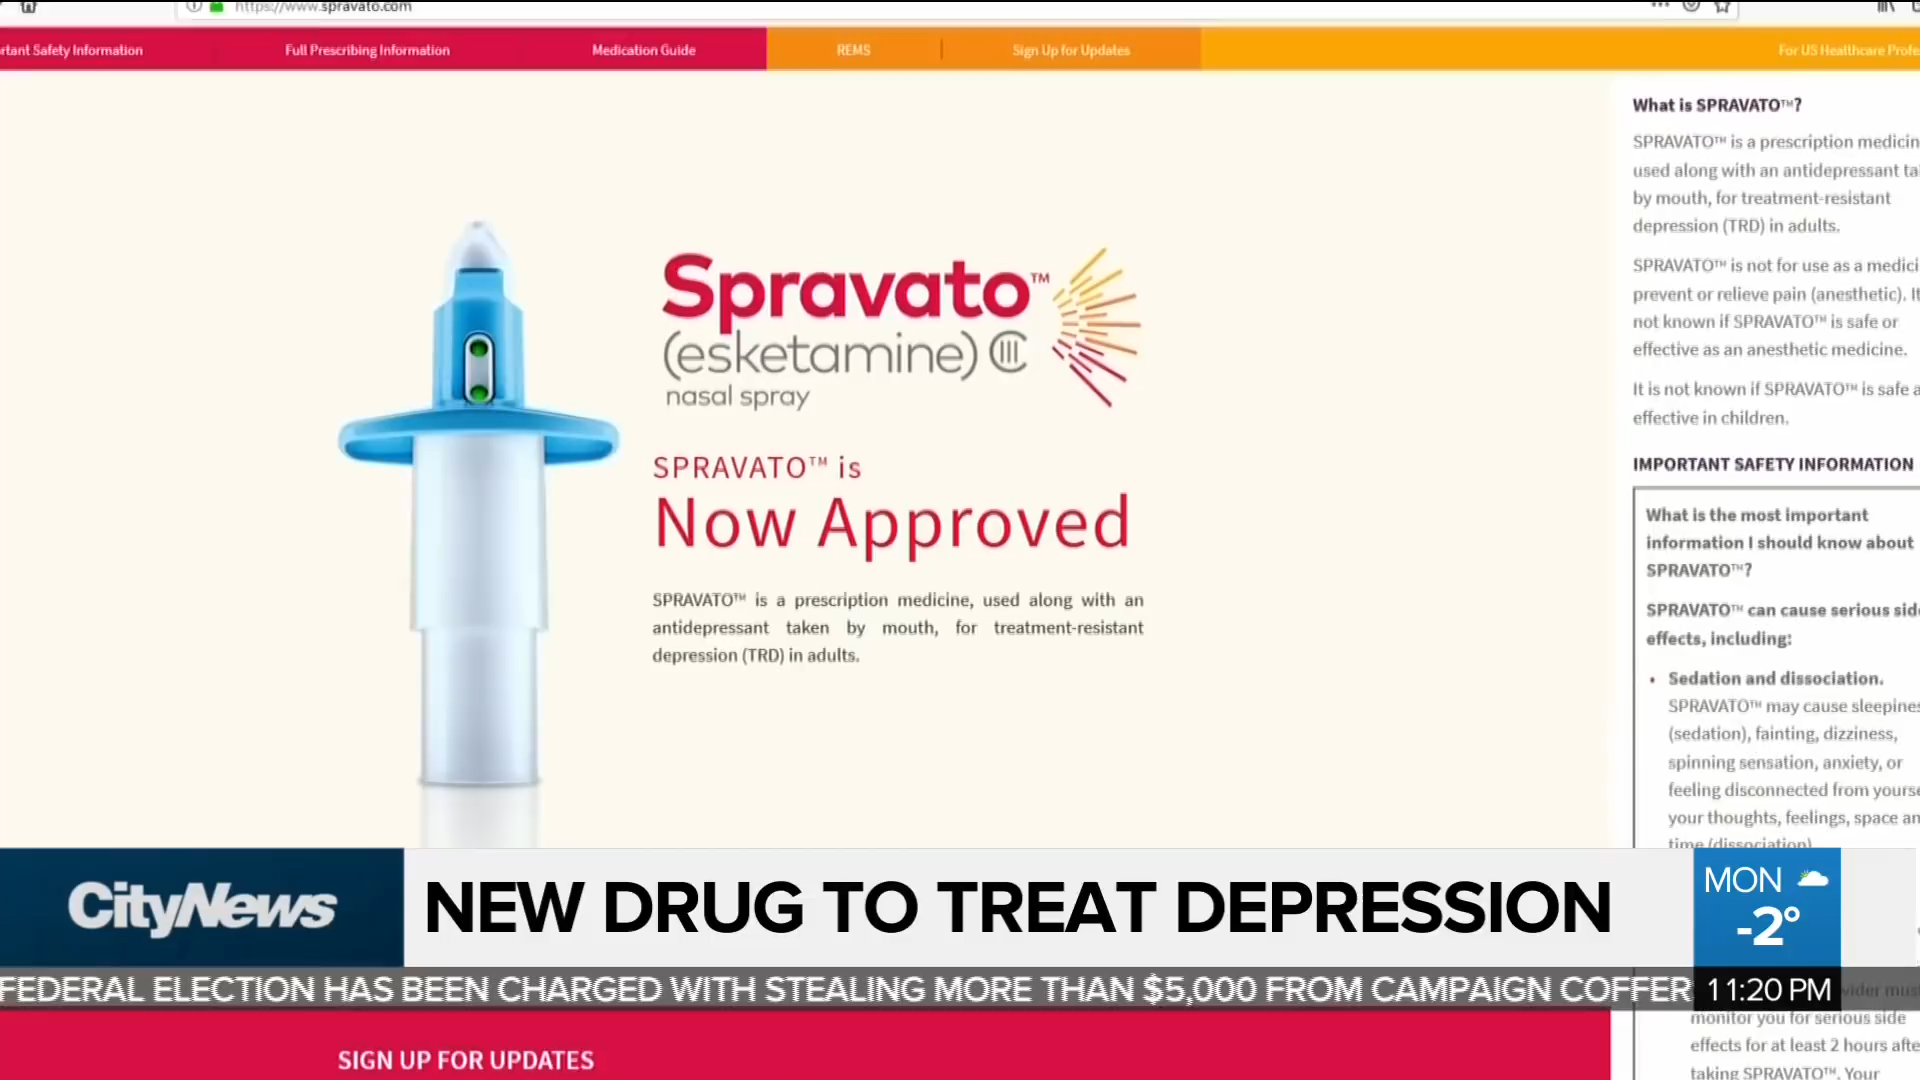 https://www.spravato.com
rtant Safety Information
Full Prescribing Information
Medication Guide
REMS
Sign Up for Updates
For US Healthcare Profe
Spravato™
(esketamine) CIII
nasal spray
SPRAVATO™ is
Now Approved
SPRAVATO™ is a prescription medicine, used along with an
antidepressant taken by mouth, for treatment-resistant
depression (TRD) in adults.
What is SPRAVATO™?
SPRAVATO™ is a prescription medicin
used along with an antidepressant ta
by mouth, for treatment-resistant
depression (TRD) in adults.
SPRAVATO™ is not for use as a medici
prevent or relieve pain (anesthetic). It
not known if SPRAVATO™ is safe or
effective as an anesthetic medicine.
It is not known if SPRAVATO™ is safe a
effective in children.
IMPORTANT SAFETY INFORMATION
What is the most important
information I should know about
SPRAVATO™?
SPRAVATO™ can cause serious side
effects, including:
• Sedation and dissociation.
SPRAVATO™ may cause sleepines
(sedation), fainting, dizziness,
spinning sensation, anxiety, or
feeling disconnected from yourse
your thoughts, feelings, space an
time (dissociation)
CityNews
NEW DRUG TO TREAT DEPRESSION
MON
-2°
FEDERAL ELECTION HAS BEEN CHARGED WITH STEALING MORE THAN $5,000 FROM CAMPAIGN COFFER
11:20 PM
vider must
monitor you for serious side
effects for at least 2 hours afte
taking SPRAVATO™. Your
SIGN UP FOR UPDATES